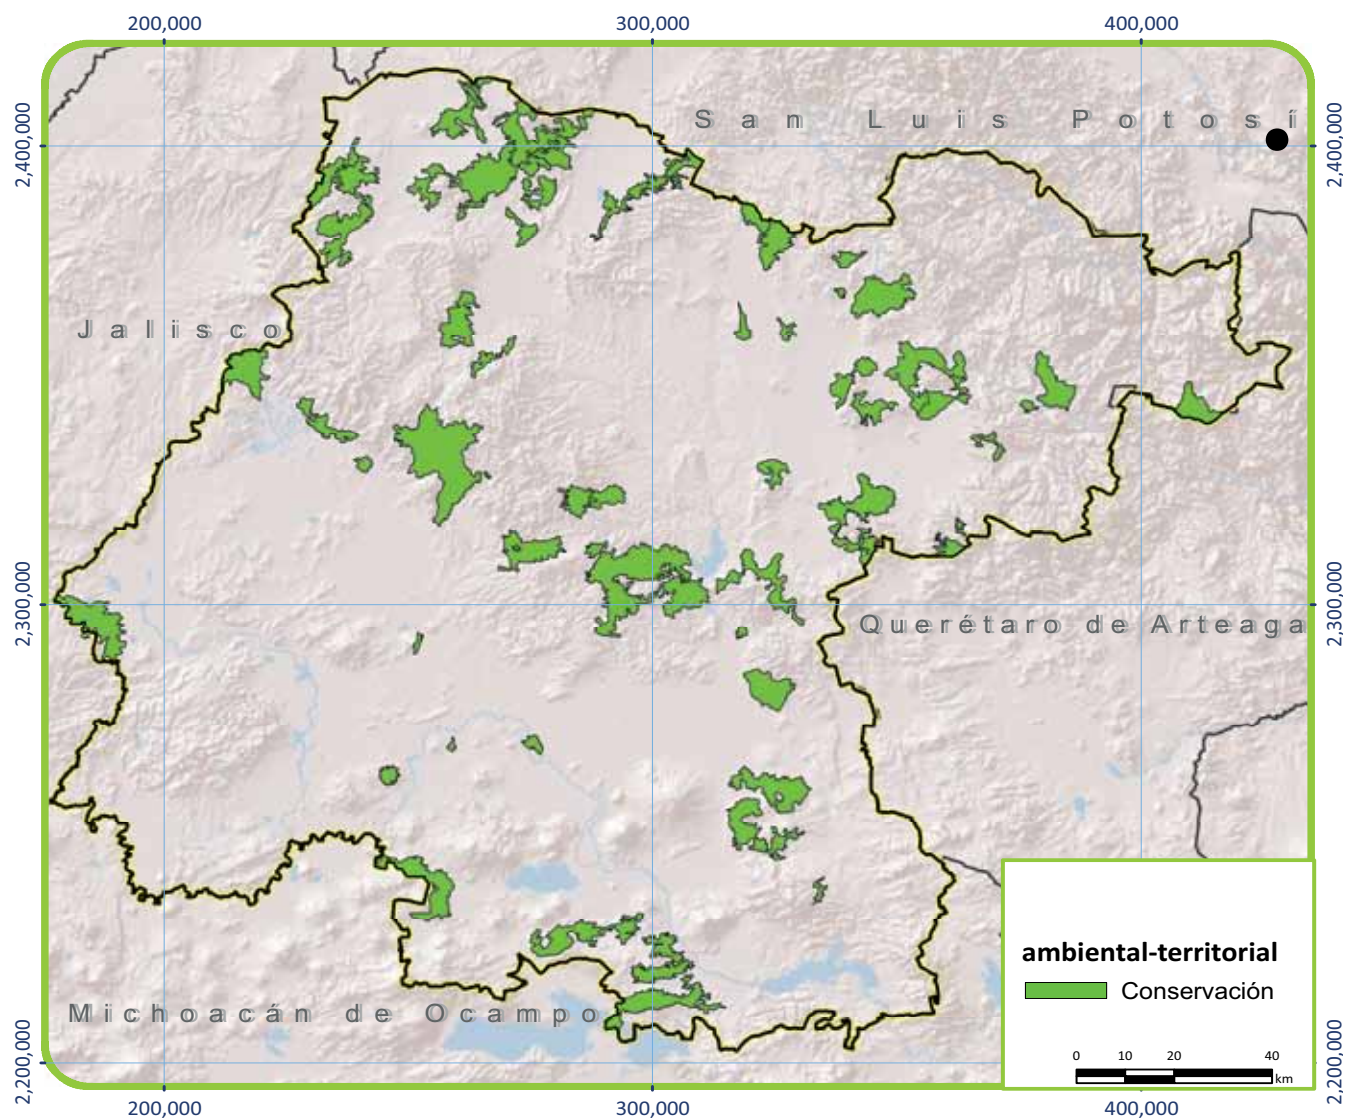 200,000 300,000 400,000
San Luis Potosí
2,400,000 2,400,000
Jalisco
2,300,000 2,300,000
Querétaro de Arteaga
ambiental-territorial
Conservación
Michoacán de Ocampo
0 10 20 40
km
2,200,000 2,200,000
200,000 300,000 400,000